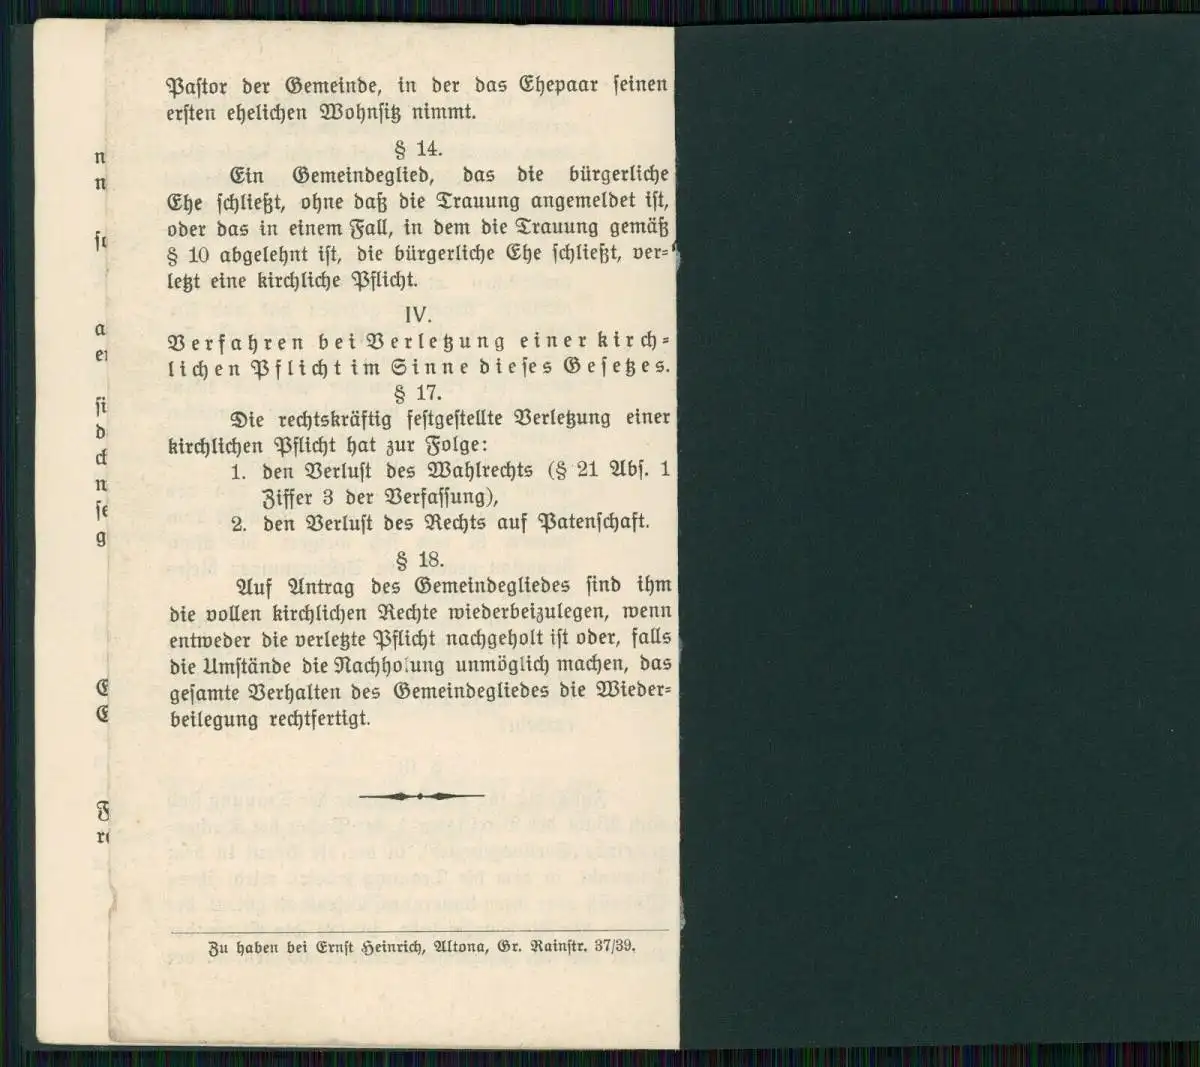 Pastor der Gemeinde, in der das Ehepaar seinen
ersten ehelichen Wohnsitz nimmt.
§ 14.
Ein Gemeindeglied, das die bürgerliche
Ehe schließt, ohne daß die Trauung angemeldet ist,
oder das in einem Fall, in dem die Trauung gemäß
§ 10 abgelehnt ist, die bürgerliche Ehe schließt, ver-
letzt eine kirchliche Pflicht.
IV.
Verfahren bei Verletzung einer kirch-
lichen Pflicht im Sinne dieses Gesetzes.
§ 17.
Die rechtskräftig festgestellte Verletzung einer
kirchlichen Pflicht hat zur Folge:
1. den Verlust des Wahlrechts (§ 21 Abs. 1
Ziffer 3 der Verfassung),
2. den Verlust des Rechts auf Patenschaft.
§ 18.
Auf Antrag des Gemeindegliedes sind ihm
die vollen kirchlichen Rechte wiederbeizulegen, wenn
entweder die verletzte Pflicht nachgeholt ist oder, falls
die Umstände die Nachholung unmöglich machen, das
gesamte Verhalten des Gemeindegliedes die Wieder-
beilegung rechtfertigt.
Zu haben bei Ernst Heinrich, Altona, Gr. Rainstr. 37/39.